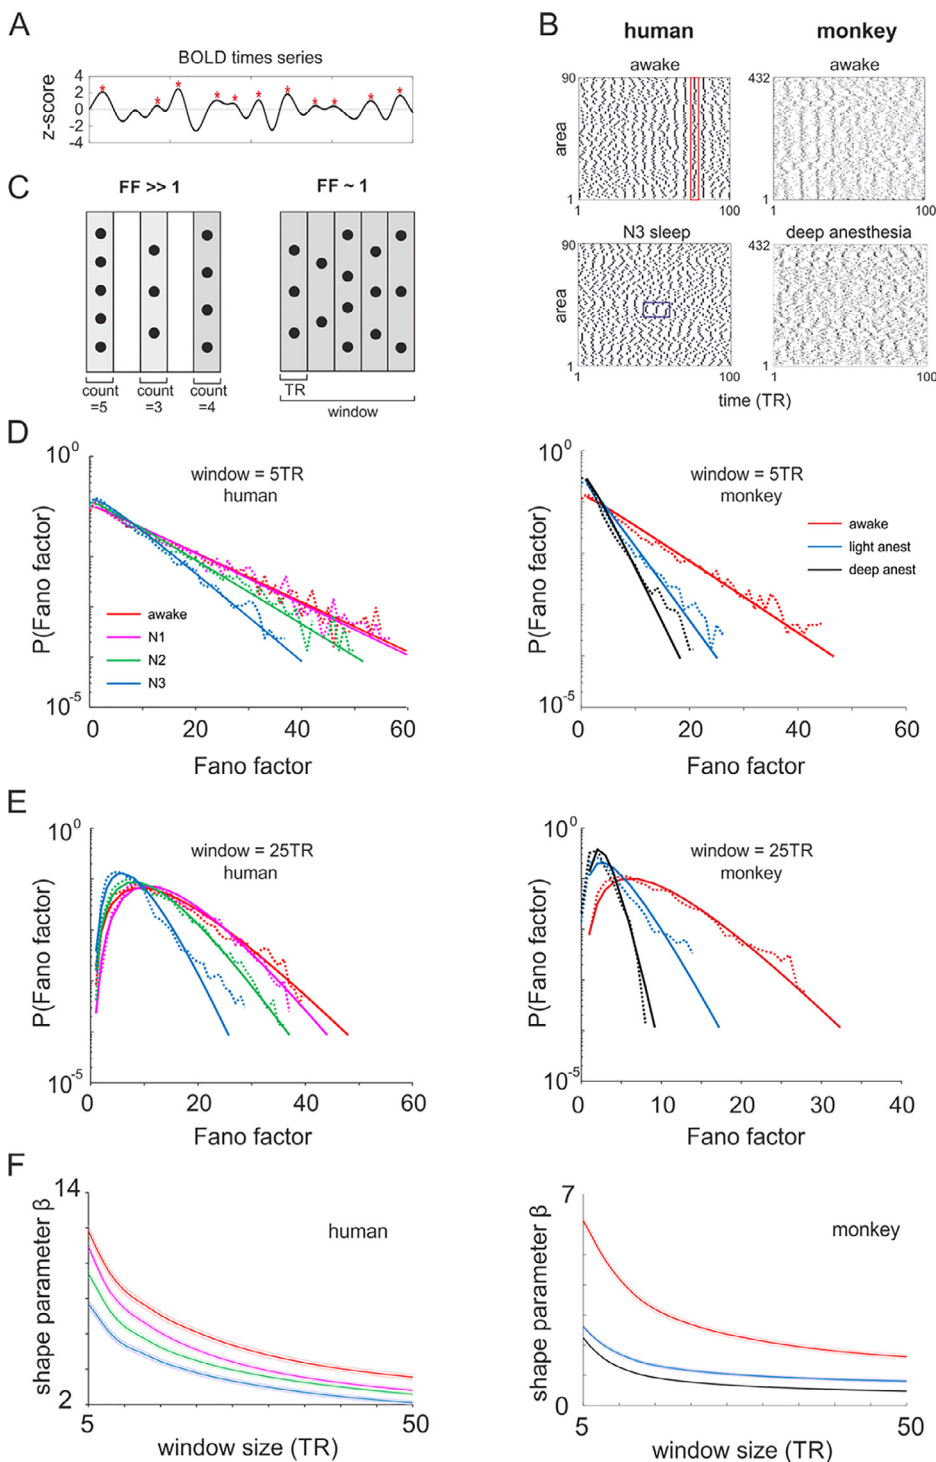 A
BOLD times series
z-score
4
2
0
-2
-4
B
human
monkey
awake
awake
90
432
area
1
1
1
100
1
100
N3 sleep
deep anesthesia
90
432
area
1
1
1
100
1
100
time (TR)
C
FF >> 1
FF ~ 1
count
=5
count
=3
count
=4
TR
window
D
10^0
window = 5TR
human
P(Fano factor)
awake
N1
N2
N3
10^-5
0
20
40
60
Fano factor
10^0
window = 5TR
monkey
P(Fano factor)
awake
light anest
deep anest
10^-5
0
20
40
60
Fano factor
E
10^0
window = 25TR
human
P(Fano factor)
10^-5
0
20
40
60
Fano factor
10^0
window = 25TR
monkey
P(Fano factor)
10^-5
0
10
20
30
40
Fano factor
F
14
human
shape parameter β
2
5
50
window size (TR)
7
monkey
shape parameter β
0
5
50
window size (TR)